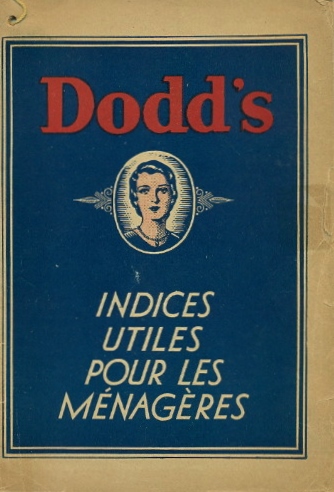 Dodd's
INDICES
UTILES
POUR LES
MÉNAGÈRES